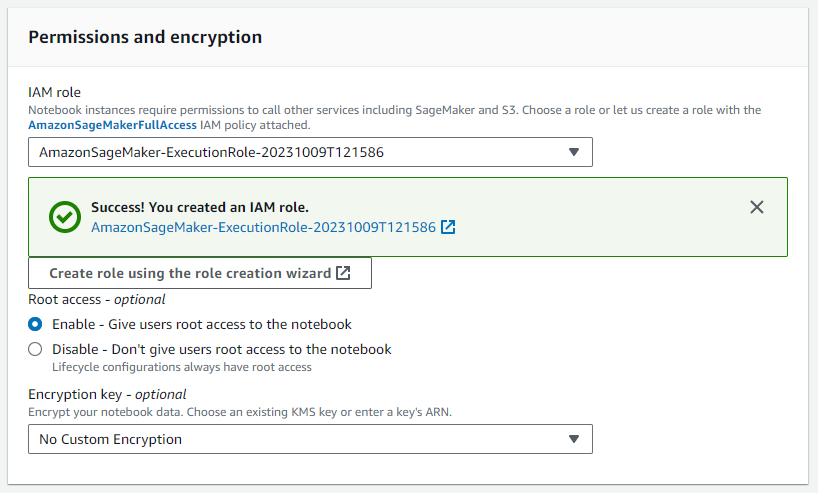 Permissions and encryption
IAM role
Notebook instances require permissions to call other services including SageMaker and S3. Choose a role or let us create a role with the
AmazonSageMakerFullAccess IAM policy attached.
AmazonSageMaker-ExecutionRole-20231009T121586
Success! You created an IAM role.
AmazonSageMaker-ExecutionRole-20231009T121586
Create role using the role creation wizard
Root access - optional
Enable - Give users root access to the notebook
Disable - Don't give users root access to the notebook
Lifecycle configurations always have root access
Encryption key - optional
Encrypt your notebook data. Choose an existing KMS key or enter a key's ARN.
No Custom Encryption